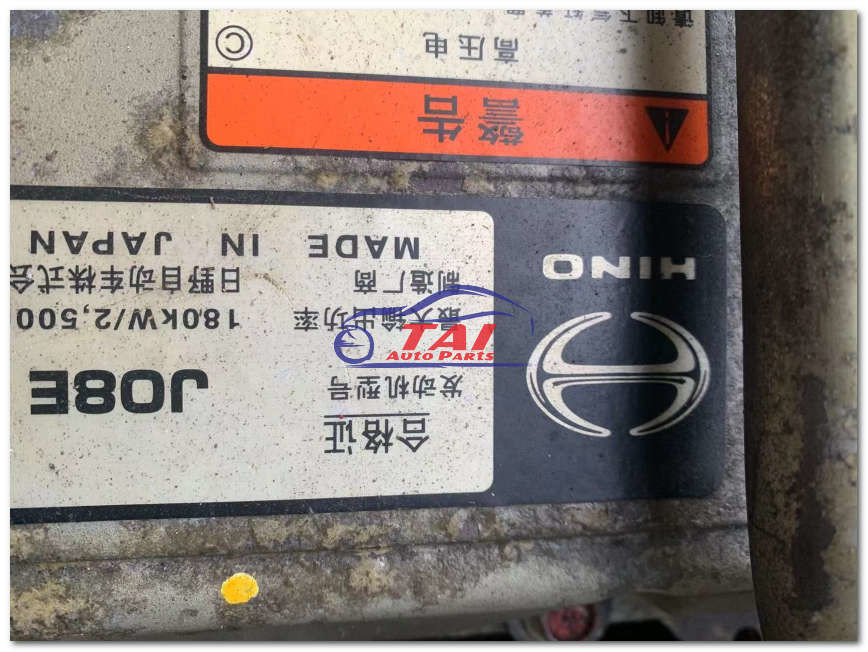 合格证
发动机型号 J08E
最大输出功率 180kW/2,500
制造厂商 日野自动车株式会
MADE IN JAPAN
HINO
警告
高压电 ©
TAI
Auto Parts